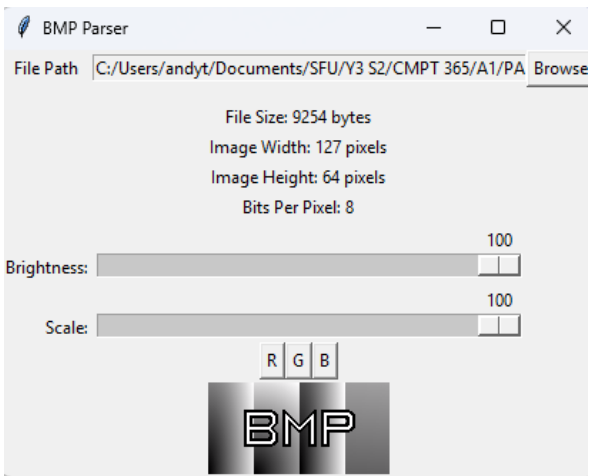 BMP Parser
File Path C:/Users/andyt/Documents/SFU/Y3 S2/CMPT 365/A1/PA Browse
File Size: 9254 bytes
Image Width: 127 pixels
Image Height: 64 pixels
Bits Per Pixel: 8
100
Brightness:
100
Scale:
R G B
BMP